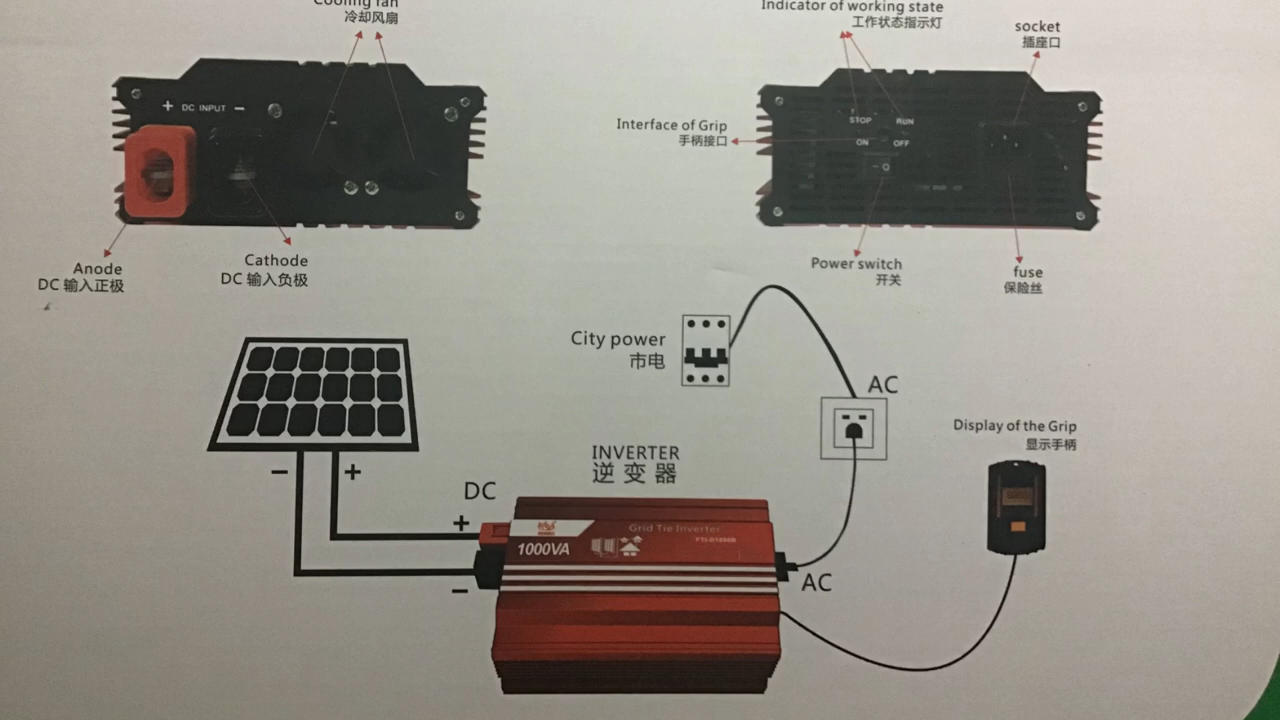 Cooling fan
冷却风扇
Indicator of working state
工作状态指示灯
socket
插座口
+ DC INPUT −
STOP RUN
ON OFF
Interface of Grip
手柄接口
Anode
DC 输入正极
Cathode
DC 输入负极
Power switch
开关
fuse
保险丝
City power
市电
AC
Display of the Grip
显示手柄
− +
INVERTER
逆变器
DC
+
Grid Tie Inverter
1000VA
AC
−